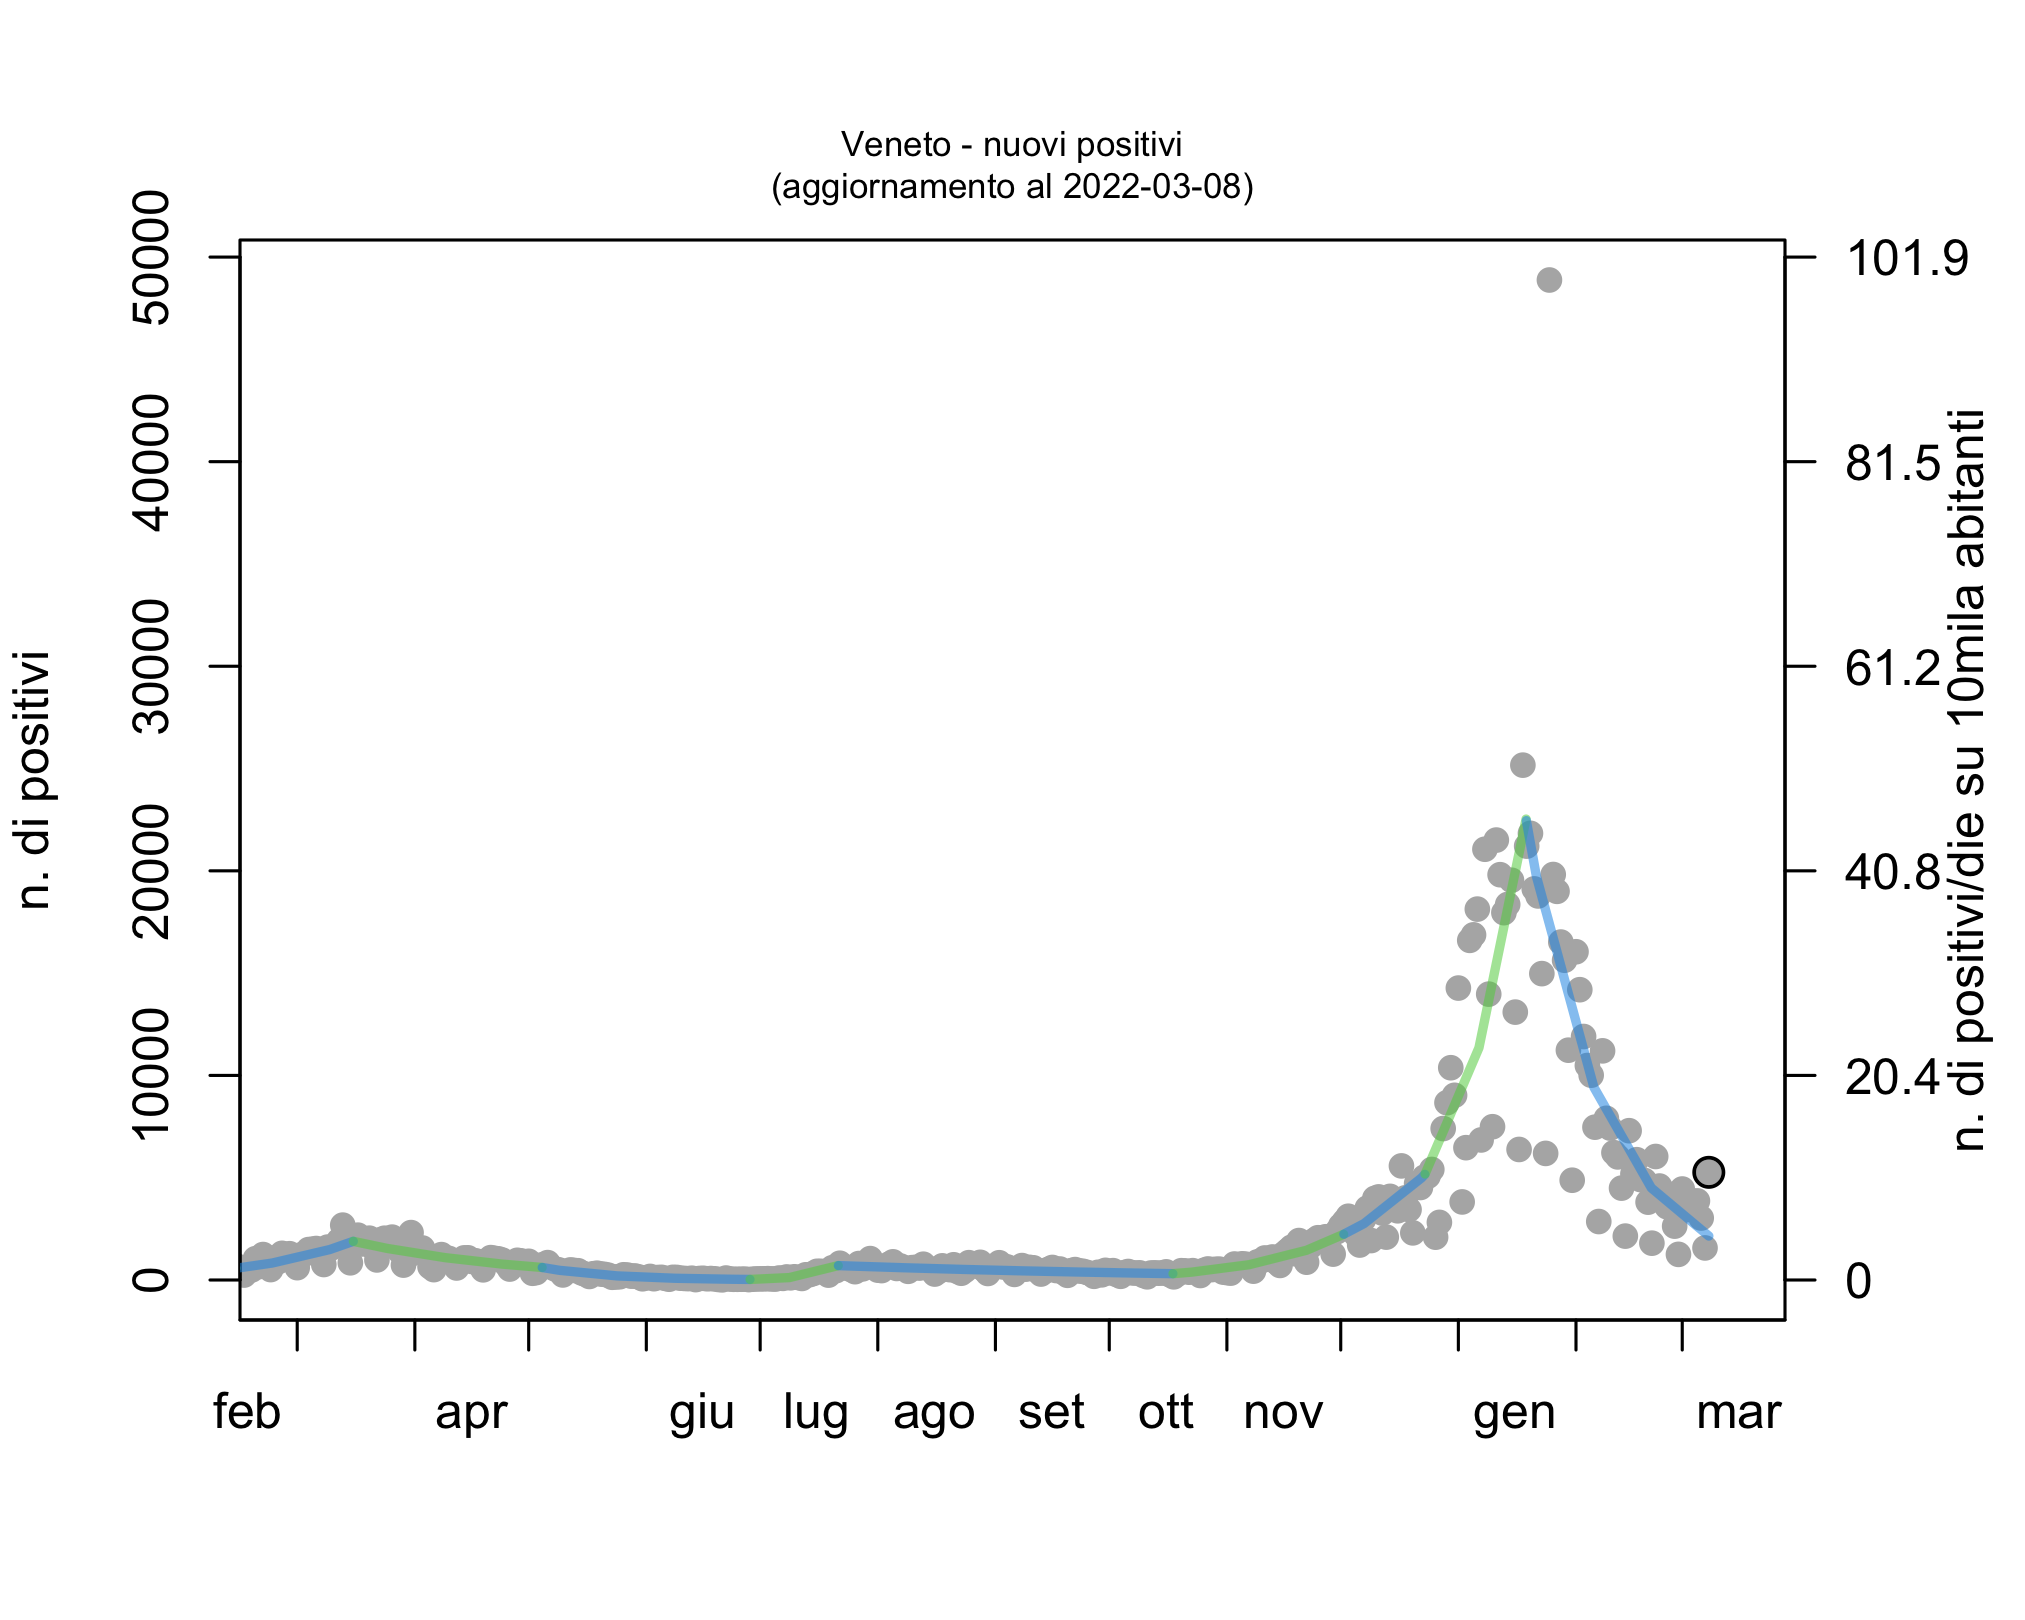 Veneto - nuovi positivi
(aggiornamento al 2022-03-08)
n. di positivi
50000
40000
30000
20000
10000
0
101.9
81.5
61.2
40.8
20.4
0
n. di positivi/die su 10mila abitanti
feb apr giu lug ago set ott nov gen mar